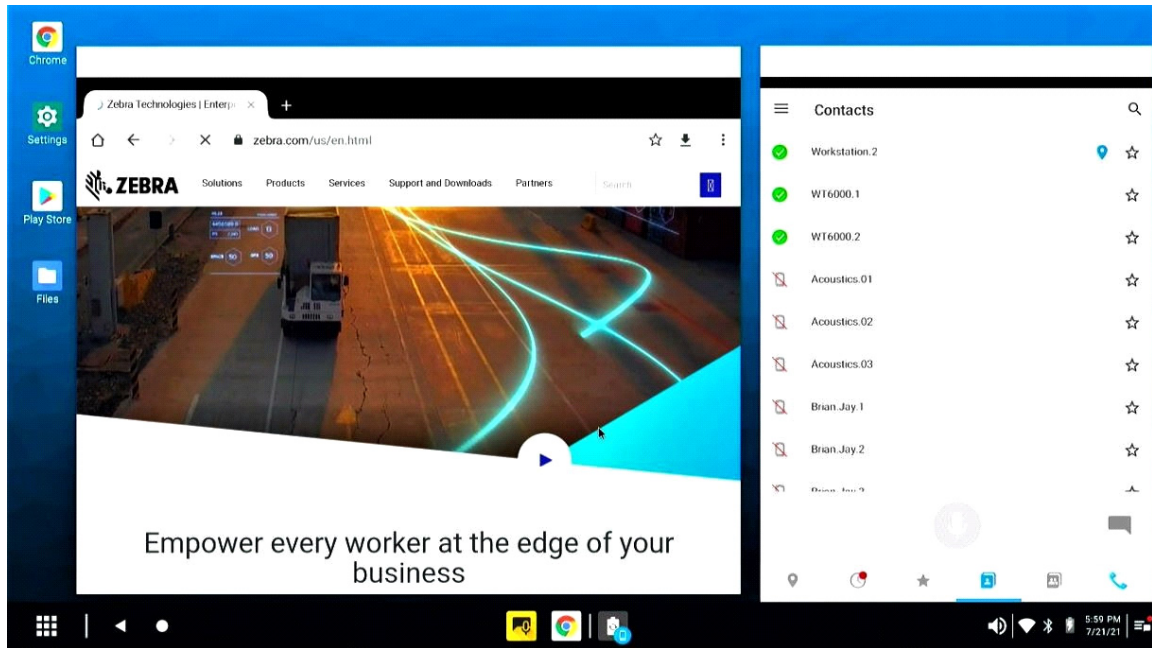 Chrome
Settings
Play Store
Files
Zebra Technologies | Enterp
zebra.com/us/en.html
ZEBRA
Solutions Products Services Support and Downloads Partners Search
Empower every worker at the edge of your
business
Contacts
Workstation.2
WT6000.1
WT6000.2
Acoustics.01
Acoustics.02
Acoustics.03
Brian.Jay.1
Brian.Jay.2
5:59 PM
7/21/21